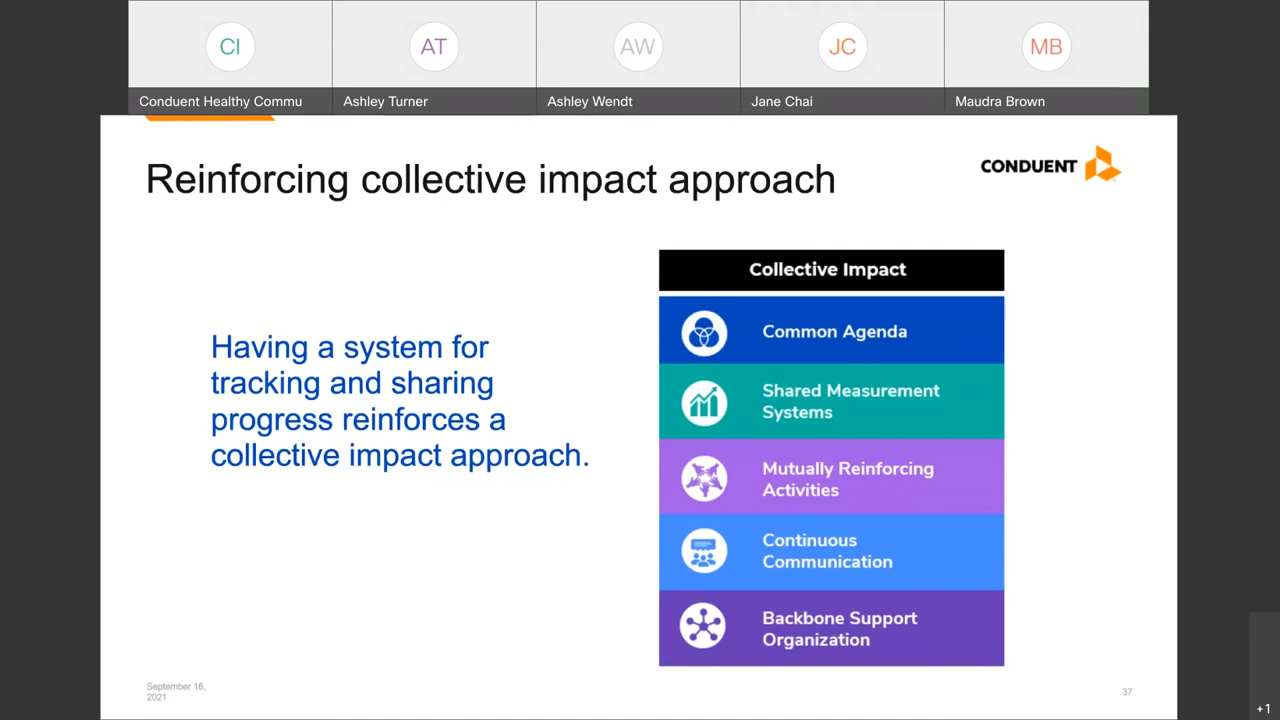 CI
AT
AW
JC
MB
Conduent Healthy Commu
Ashley Turner
Ashley Wendt
Jane Chai
Maudra Brown
Reinforcing collective impact approach
CONDUENT
Collective Impact
Having a system for
tracking and sharing
progress reinforces a
collective impact approach.
Common Agenda
Shared Measurement
Systems
Mutually Reinforcing
Activities
Continuous
Communication
Backbone Support
Organization
September 16,
2021
37
+1